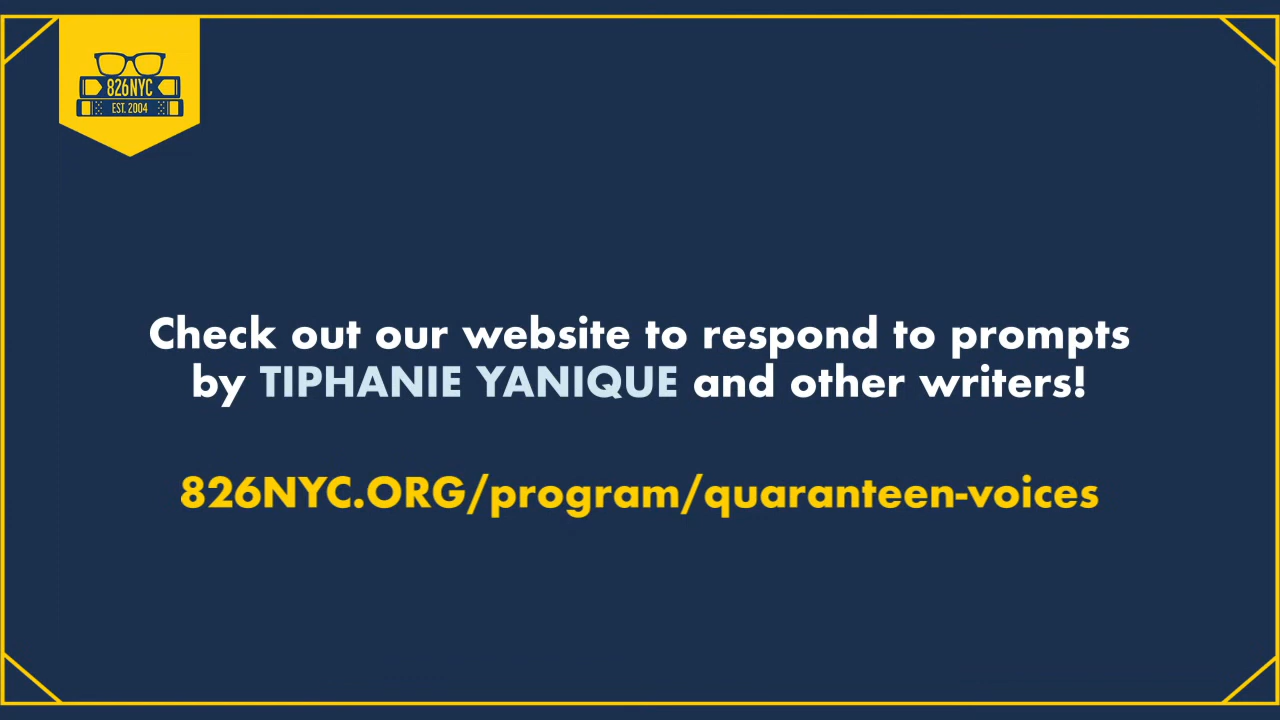 826NYC
EST. 2004
Check out our website to respond to prompts
by TIPHANIE YANIQUE and other writers!
826NYC.ORG/program/quaranteen-voices